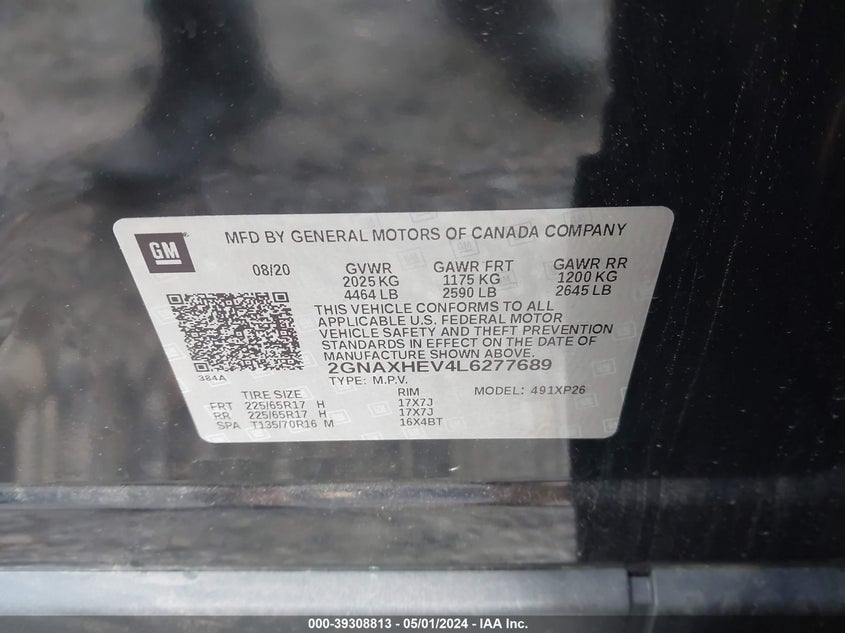 GM
MFD BY GENERAL MOTORS OF CANADA COMPANY
08/20 GVWR GAWR FRT GAWR RR
2025 KG 1175 KG 1200 KG
4464 LB 2590 LB 2645 LB
THIS VEHICLE CONFORMS TO ALL
APPLICABLE U.S. FEDERAL MOTOR
VEHICLE SAFETY AND THEFT PREVENTION
STANDARDS IN EFFECT ON THE DATE OF
MANUFACTURE SHOWN ABOVE.
384A
2GNAXHEV4L6277689
TYPE: M.P.V. MODEL: 491XP26
TIRE SIZE RIM
FRT 225/65R17 H 17X7J
RR 225/65R17 H 17X7J
SPA T135/70R16 M 16X4BT
000-39308813 - 05/01/2024 - IAA Inc.